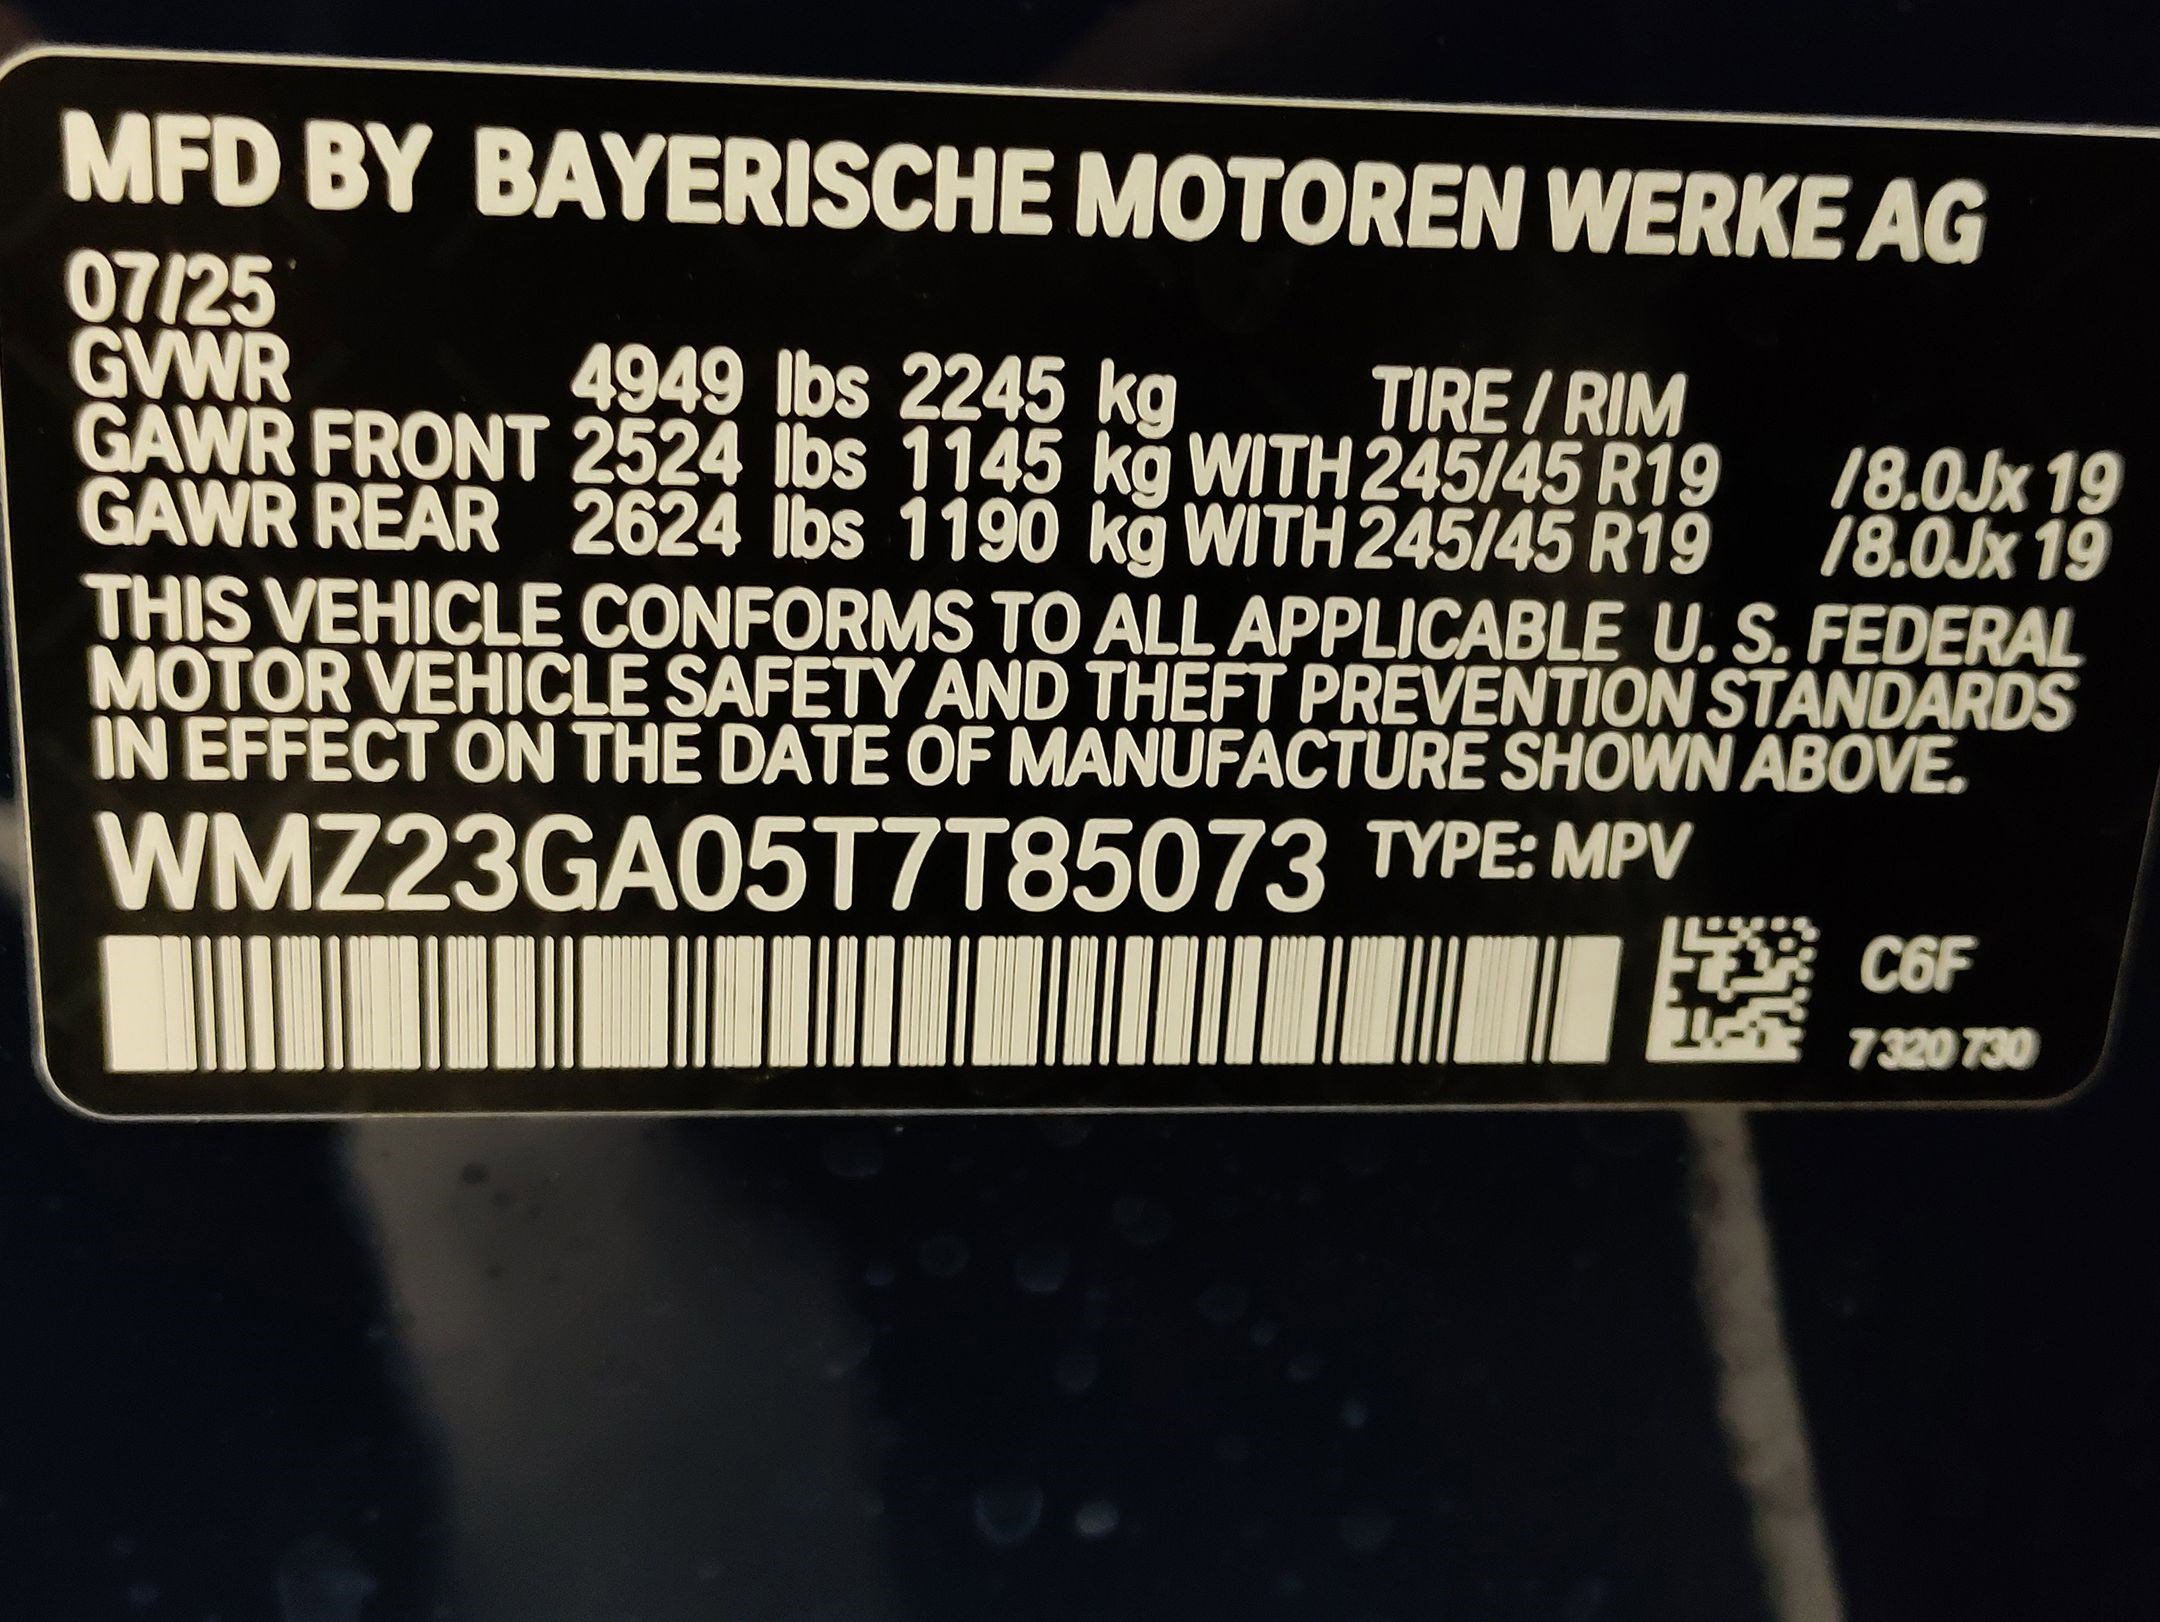 MFD BY BAYERISCHE MOTOREN WERKE AG
07/25
GVWR 4949 lbs 2245 kg TIRE / RIM
GAWR FRONT 2524 lbs 1145 kg WITH 245/45 R19 /8.0Jx 19
GAWR REAR 2624 lbs 1190 kg WITH 245/45 R19 /8.0Jx 19
THIS VEHICLE CONFORMS TO ALL APPLICABLE U. S. FEDERAL
MOTOR VEHICLE SAFETY AND THEFT PREVENTION STANDARDS
IN EFFECT ON THE DATE OF MANUFACTURE SHOWN ABOVE.
WMZ23GA05T7T85073 TYPE: MPV
C6F
7 320 730